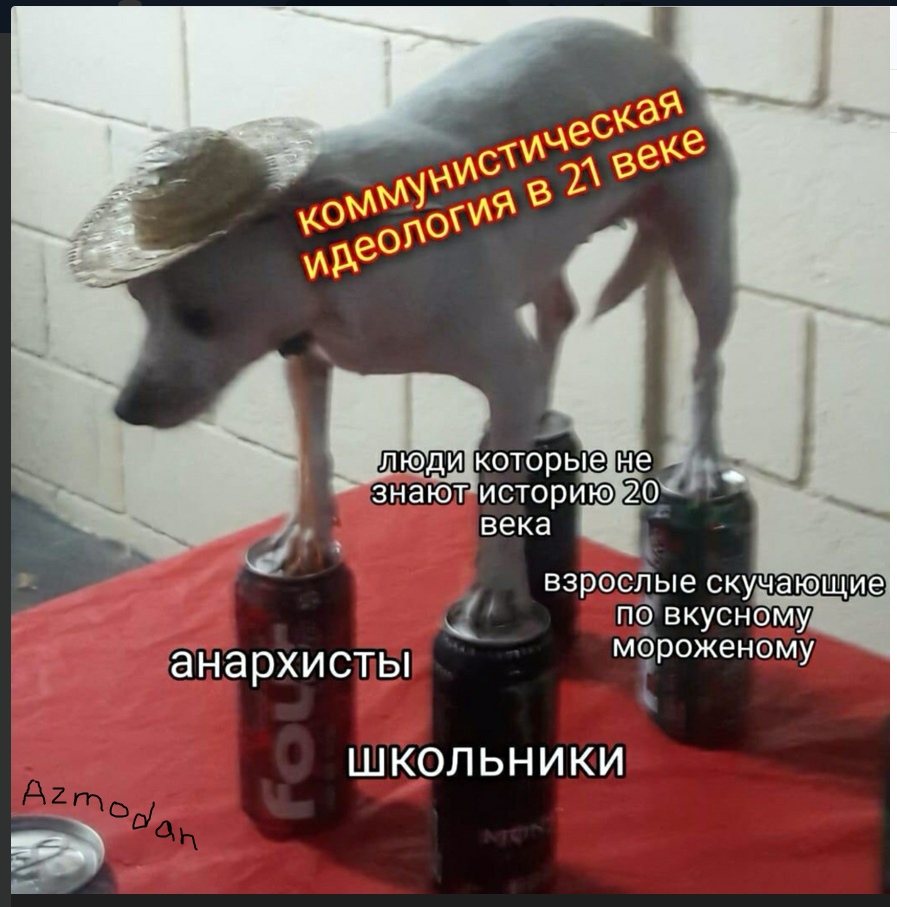 коммунистическая
идеология в 21 веке
люди которые не
знают историю 20
века
взрослые скучающие
по вкусному
мороженому
анархисты
школьники
four
Azmodan